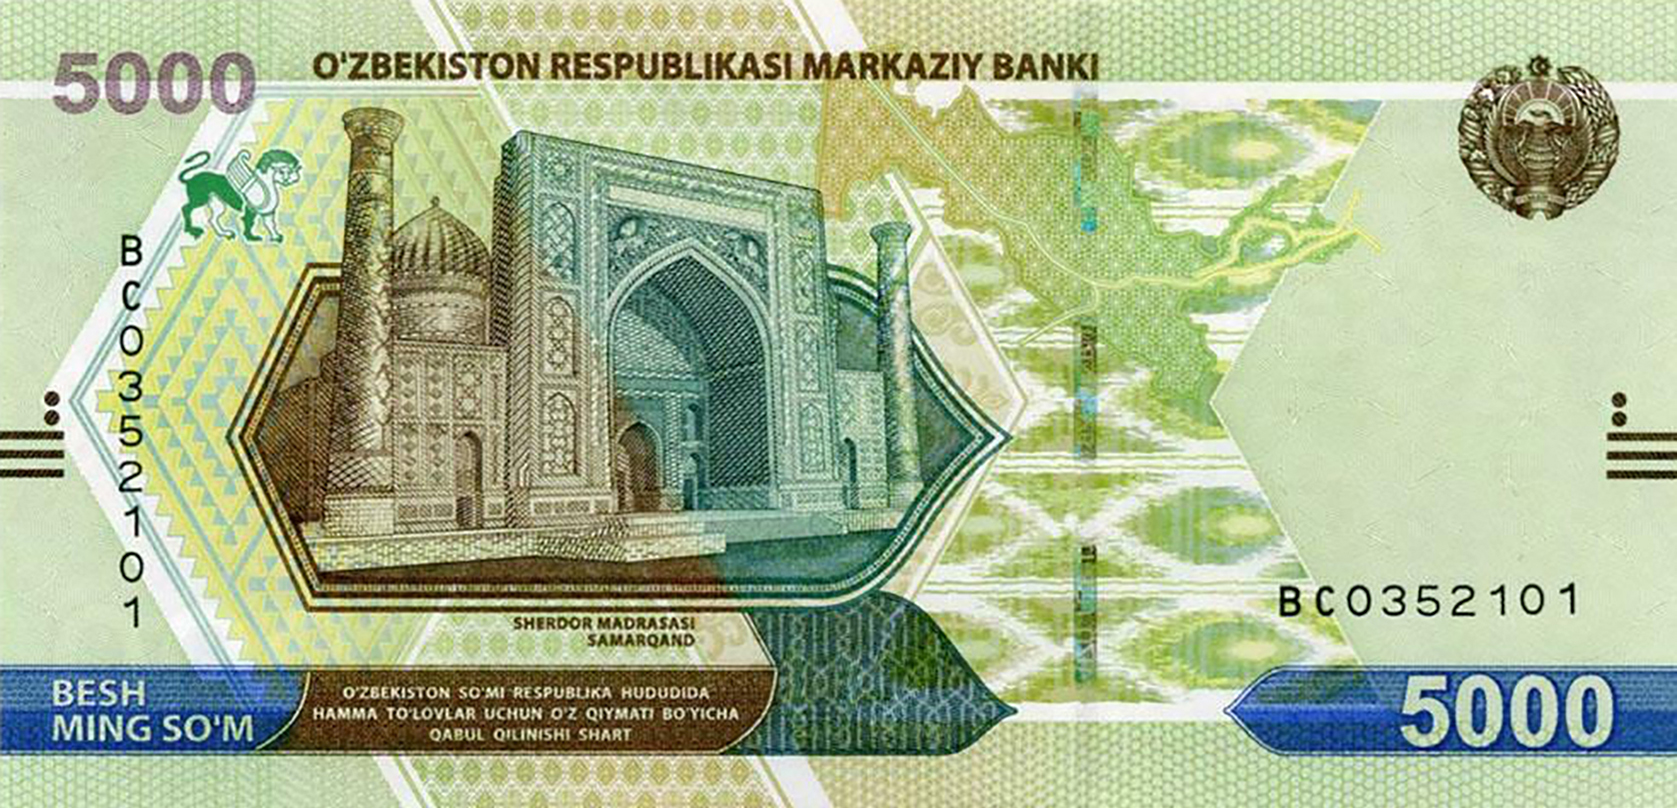 5000
O'ZBEKISTON RESPUBLIKASI MARKAZIY BANKI
BC0352101
SHERDOR MADRASASI
SAMARQAND
BC0352101
BESH
MING SO'M
O'ZBEKISTON SO'MI RESPUBLIKA HUDUDIDA
HAMMA TO'LOVLAR UCHUN O'Z QIYMATI BO'YICHA
QABUL QILINISHI SHART
5000